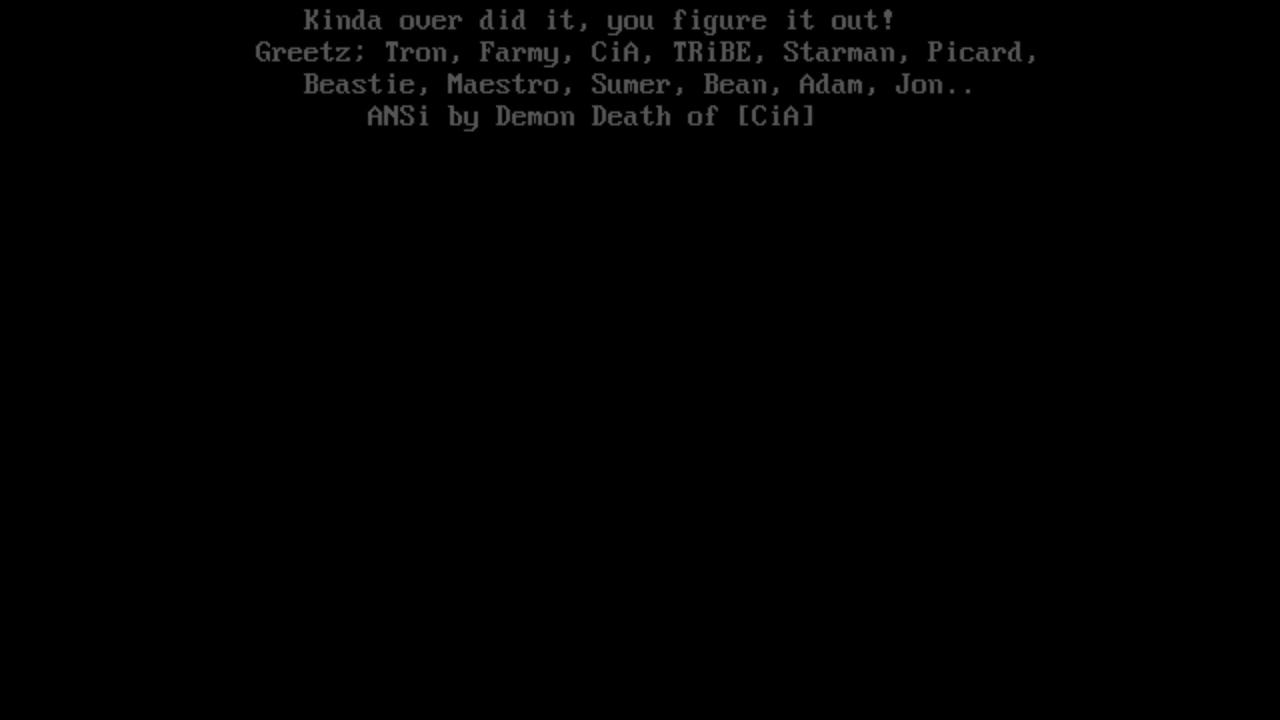 Kinda over did it, you figure it out!
Greetz; Tron, Farmy, CiA, TRiBE, Starman, Picard,
Beastie, Maestro, Sumer, Bean, Adam, Jon..
ANSi by Demon Death of [CiA]